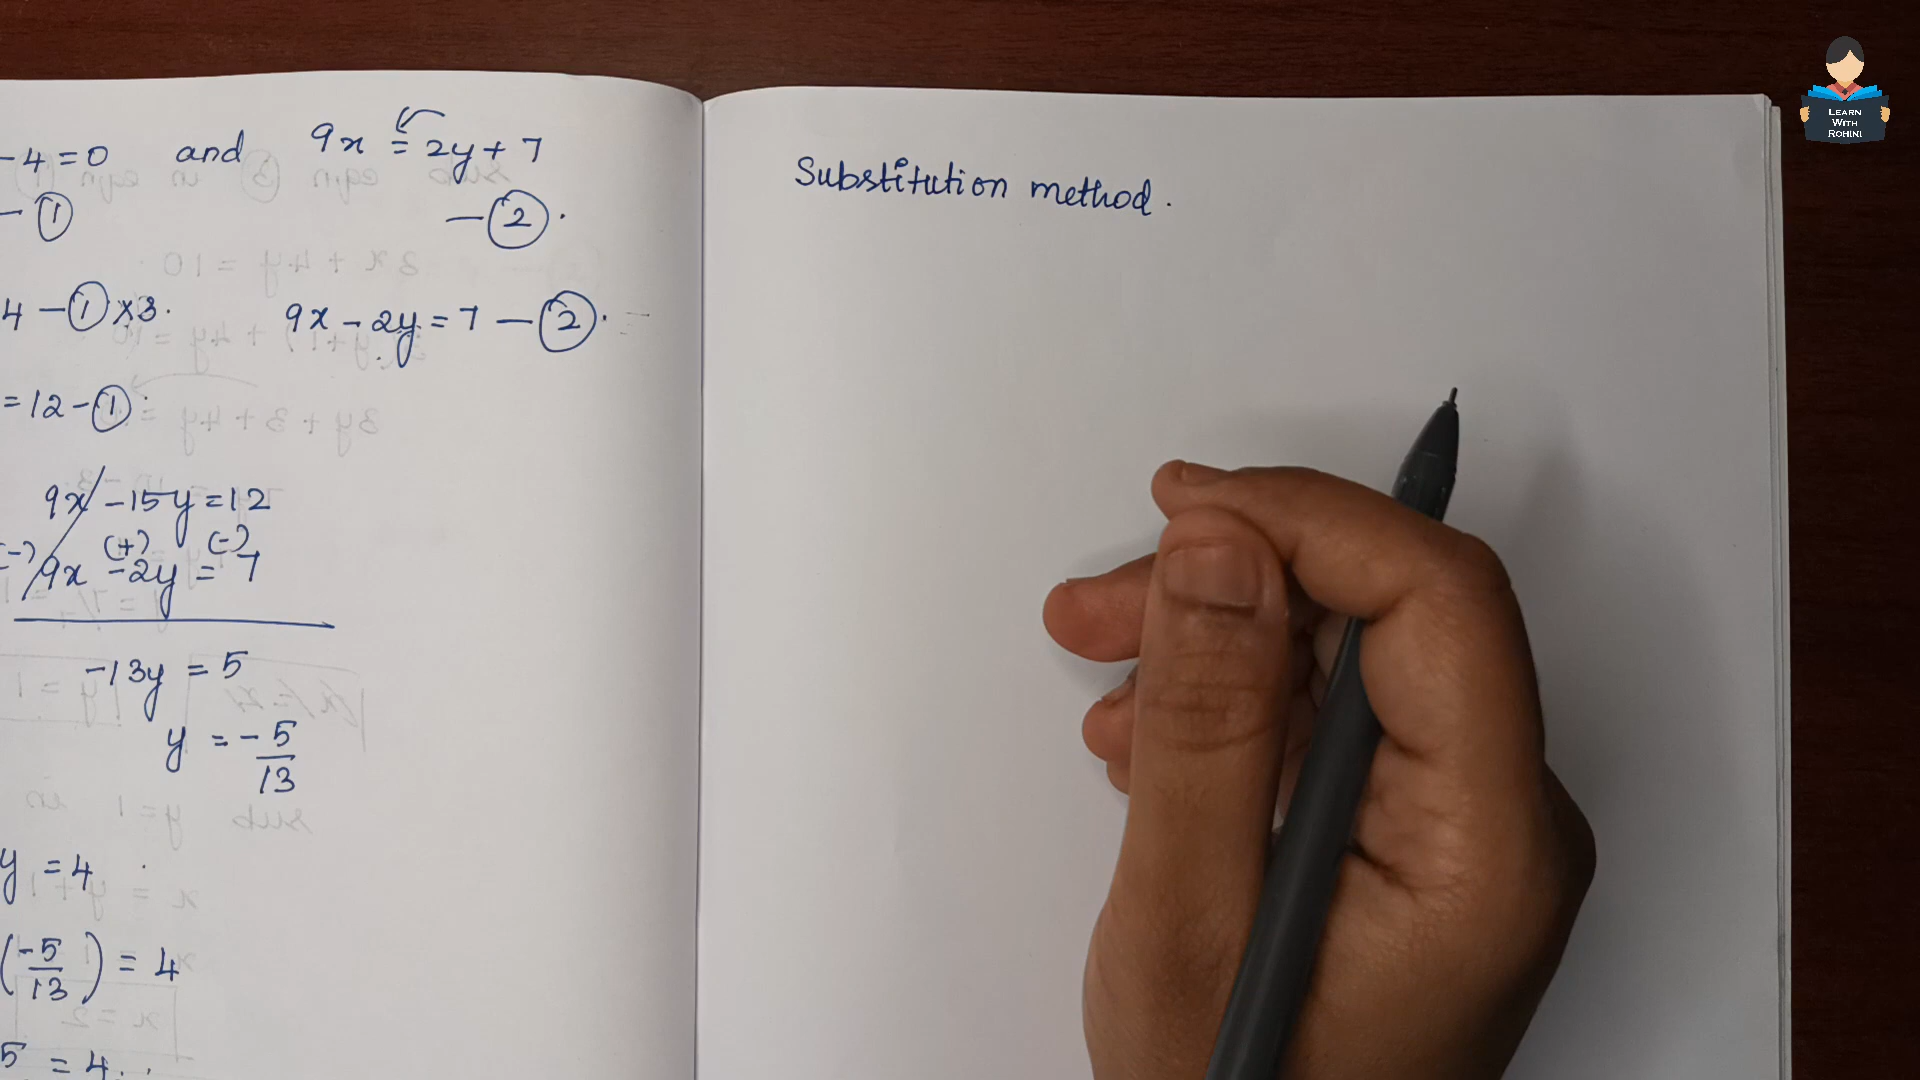 -4=0 and 9x = 2y+7
- ① - ② .
4 - ① ×3. 9x - 2y = 7 - ② .
= 12 - ① .
9x - 15y = 12
(-) (+) (-)
9x - 2y = 7
-13y = 5
y = - 5/13
y = 4
(-5/13) = 4
5 = 4.
Substitution method.
LEARN
WITH
ROHINI